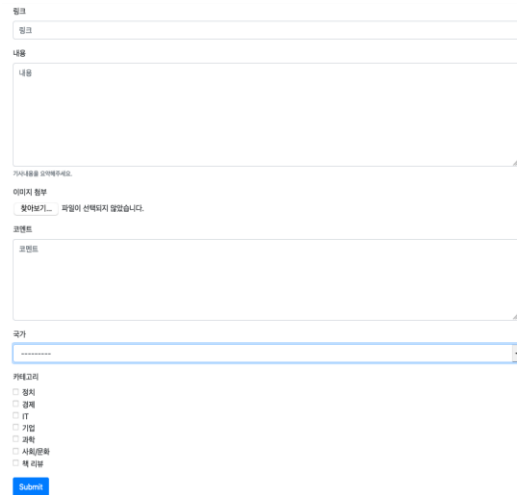 링크
링크
내용
내용
기사내용을 요약해주세요.
이미지 첨부
찾아보기... 파일이 선택되지 않았습니다.
코멘트
코멘트
국가
---------
카테고리
정치
경제
IT
기업
과학
사회/문화
책 리뷰
Submit